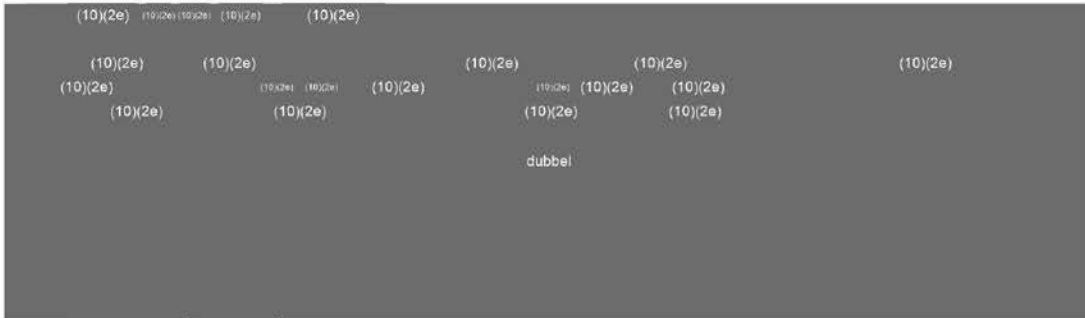 (10)(2e) (10)(2e) (10)(2e) (10)(2e) (10)(2e)
(10)(2e) (10)(2e) (10)(2e) (10)(2e) (10)(2e)
(10)(2e) (10)(2e) (10)(2e) (10)(2e) (10)(2e) (10)(2e) (10)(2e)
(10)(2e) (10)(2e) (10)(2e) (10)(2e)
dubbel